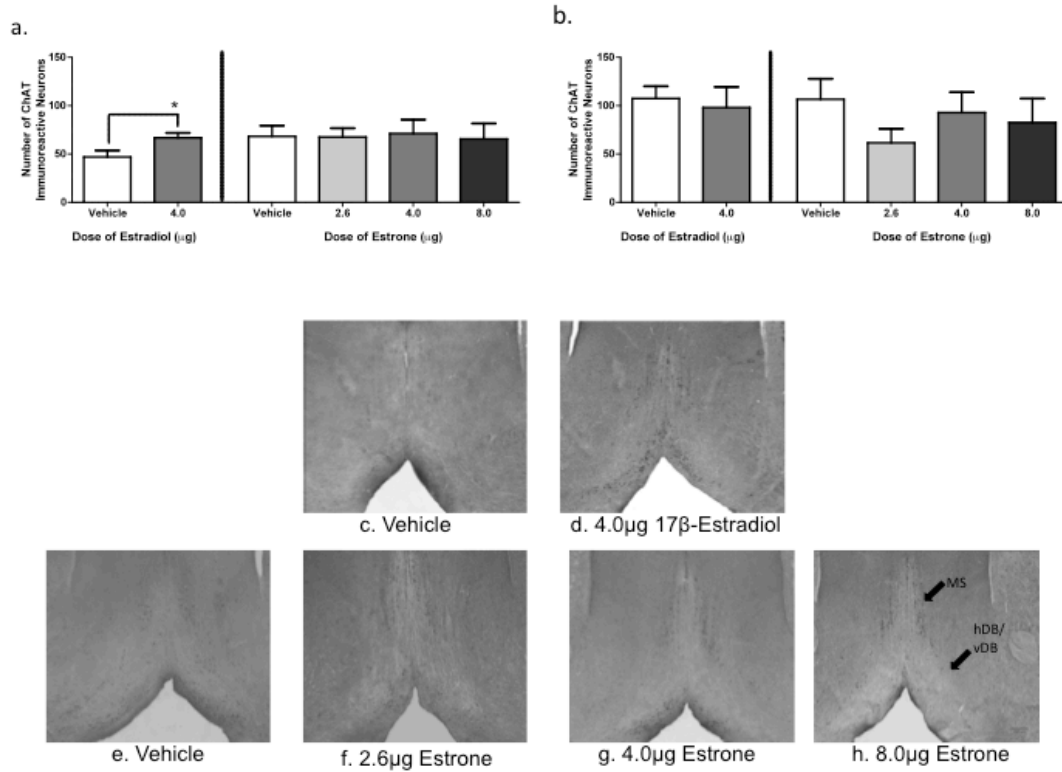 a.
Number of ChAT
Immunoreactive Neurons
150
100
50
0
*
Vehicle
4.0
Vehicle
2.6
4.0
8.0
Dose of Estradiol (μg)
Dose of Estrone (μg)
b.
Number of ChAT
Immunoreactive Neurons
150
100
50
0
Vehicle
4.0
Vehicle
2.6
4.0
8.0
Dose of Estradiol (μg)
Dose of Estrone (μg)
c. Vehicle
d. 4.0μg 17β-Estradiol
MS
hDB/
vDB
e. Vehicle
f. 2.6μg Estrone
g. 4.0μg Estrone
h. 8.0μg Estrone